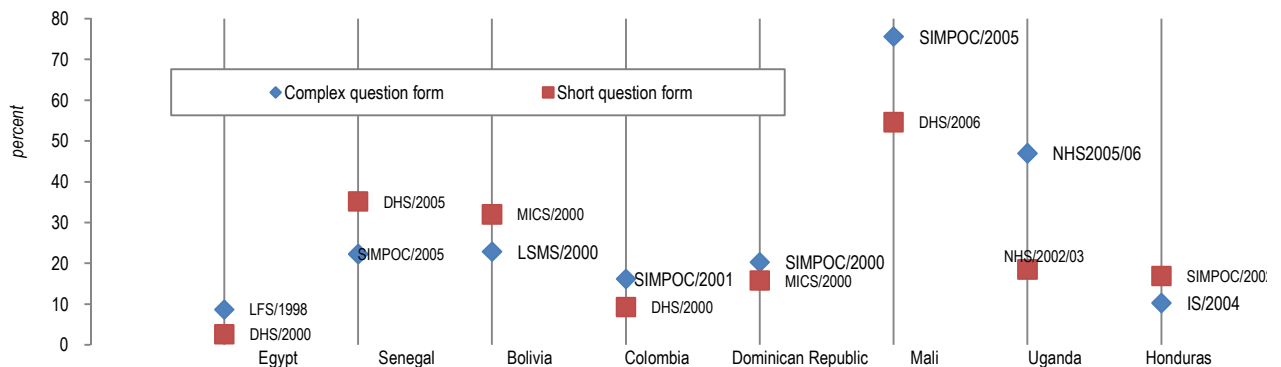 80
70
60
50
40
30
20
10
0
percent
Complex question form
Short question form
SIMPOC/2005
DHS/2006
NHS2005/06
DHS/2005
MICS/2000
SIMPOC/2005
LSMS/2000
SIMPOC/2001
SIMPOC/2000
MICS/2000
NHS/2002/03
SIMPOC/2002
IS/2004
LFS/1998
DHS/2000
DHS/2000
Egypt Senegal Bolivia Colombia Dominican Republic Mali Uganda Honduras